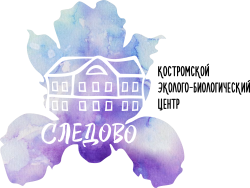 КОСТРОМСКОЙ
ЭКОЛОГО-БИОЛОГИЧЕСКИЙ
ЦЕНТР
СЛЕДОВО